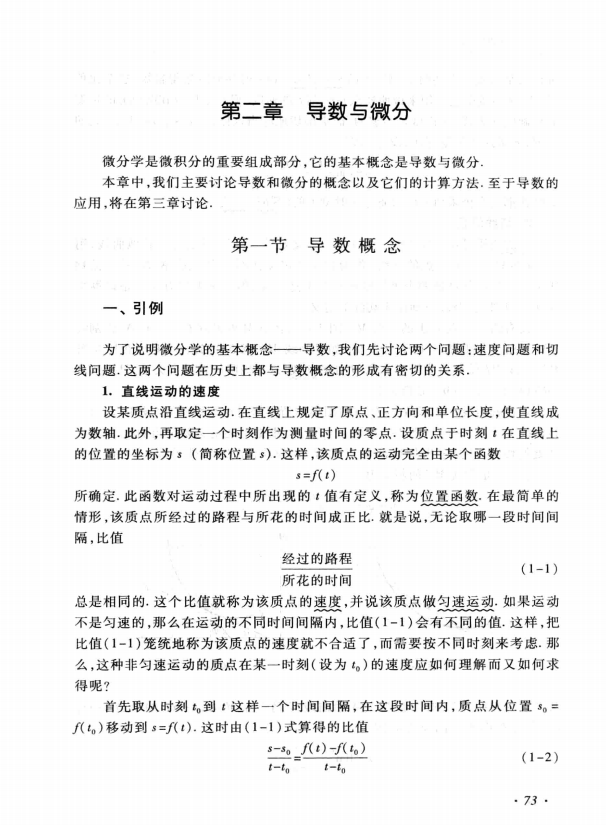 第二章 导数与微分
微分学是微积分的重要组成部分,它的基本概念是导数与微分.
本章中,我们主要讨论导数和微分的概念以及它们的计算方法.至于导数的
应用,将在第三章讨论.
第一节 导数概念
一、引例
为了说明微分学的基本概念——导数,我们先讨论两个问题:速度问题和切
线问题.这两个问题在历史上都与导数概念的形成有密切的关系.
1. 直线运动的速度
设某质点沿直线运动.在直线上规定了原点、正方向和单位长度,使直线成
为数轴.此外,再取定一个时刻作为测量时间的零点.设质点于时刻 t 在直线上
的位置的坐标为 s (简称位置 s).这样,该质点的运动完全由某个函数
s=f(t)
所确定.此函数对运动过程中所出现的 t 值有定义,称为位置函数.在最简单的
情形,该质点所经过的路程与所花的时间成正比.就是说,无论取哪一段时间间
隔,比值
经过的路程
所花的时间
(1-1)
总是相同的.这个比值就称为该质点的速度,并说该质点做匀速运动.如果运动
不是匀速的,那么在运动的不同时间间隔内,比值(1-1)会有不同的值.这样,把
比值(1-1)笼统地称为该质点的速度就不合适了,而需要按不同时刻来考虑.那
么,这种非匀速运动的质点在某一时刻(设为 t₀)的速度应如何理解而又如何求
得呢?
首先取从时刻 t₀到 t 这样一个时间间隔,在这段时间内,质点从位置 s₀ =
f(t₀)移动到 s=f(t).这时由(1-1)式算得的比值
s-s₀ f(t)-f(t₀)
=
t-t₀ t-t₀
(1-2)
· 73 ·